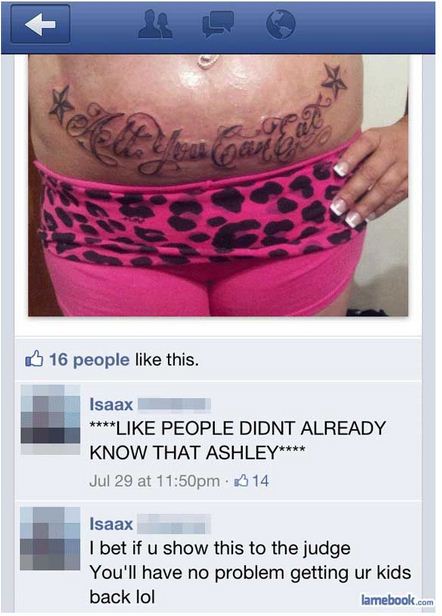 All You Can Eat
16 people like this.
Isaax
****LIKE PEOPLE DIDNT ALREADY
KNOW THAT ASHLEY****
Jul 29 at 11:50pm · 14
Isaax
I bet if u show this to the judge
You'll have no problem getting ur kids
back lol
lamebook.com